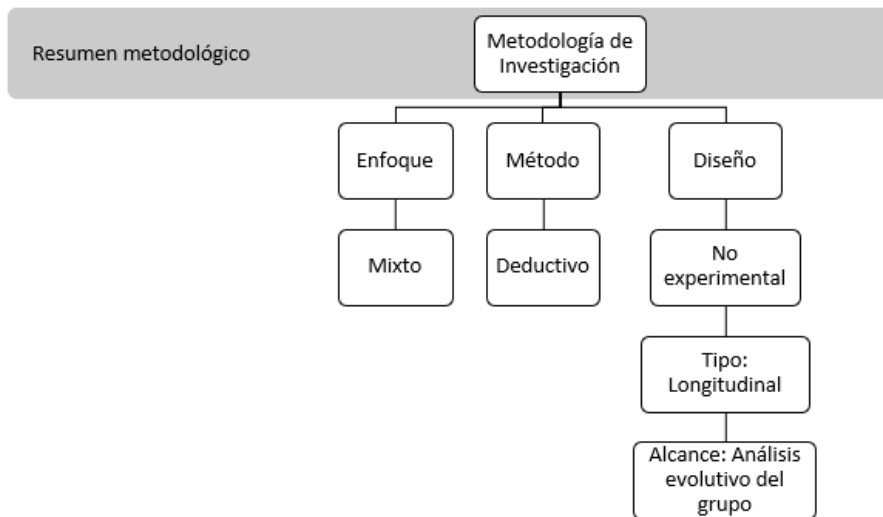 Resumen metodológico
Metodología de
Investigación
Enfoque
Método
Diseño
Mixto
Deductivo
No
experimental
Tipo:
Longitudinal
Alcance: Análisis
evolutivo del
grupo